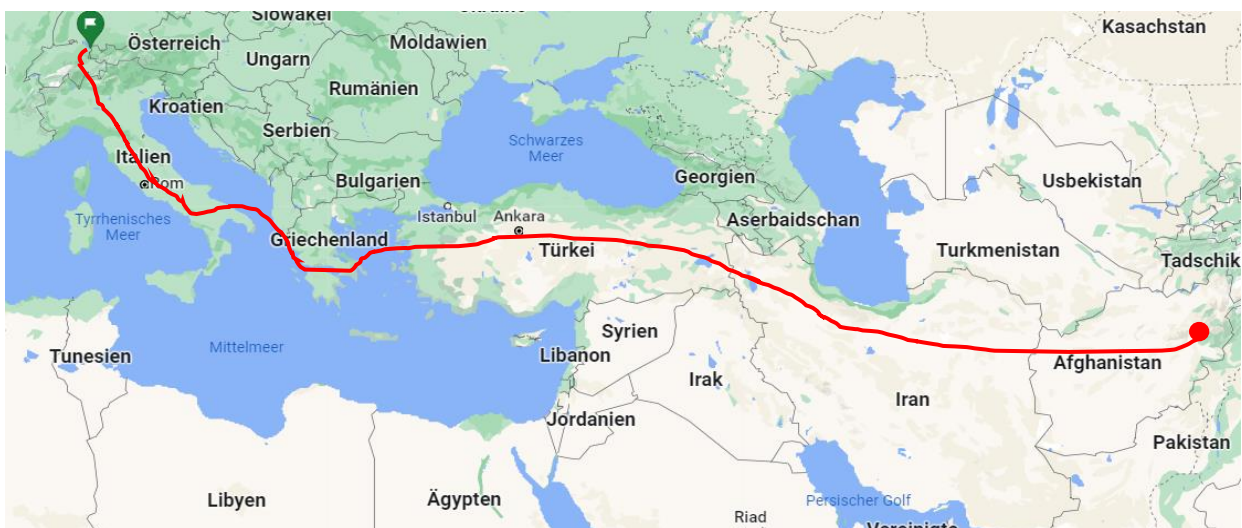 Slowakei
Kasachstan
Österreich
Moldawien
Ungarn
Rumänien
Kroatien
Serbien
Schwarzes
Meer
Italien
Rom
Bulgarien
Georgien
Usbekistan
Istanbul
Ankara
Aserbaidschan
Tyrrhenisches
Meer
Griechenland
Türkei
Turkmenistan
Tadschik
Syrien
Tunesien
Mittelmeer
Libanon
Afghanistan
Irak
Iran
Jordanien
Pakistan
Libyen
Ägypten
Persischer Golf
Riad
Vereinigte